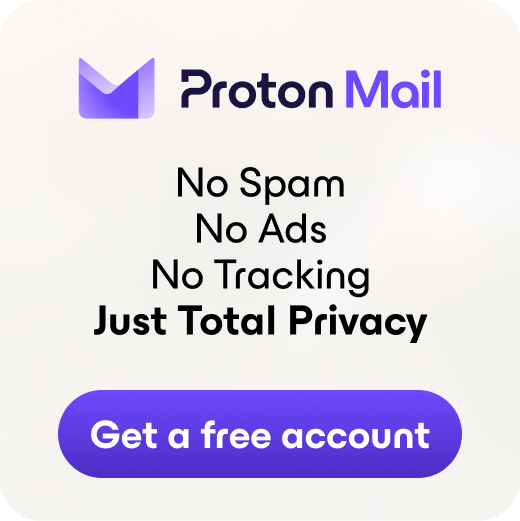 Proton Mail
No Spam
No Ads
No Tracking
Just Total Privacy
Get a free account